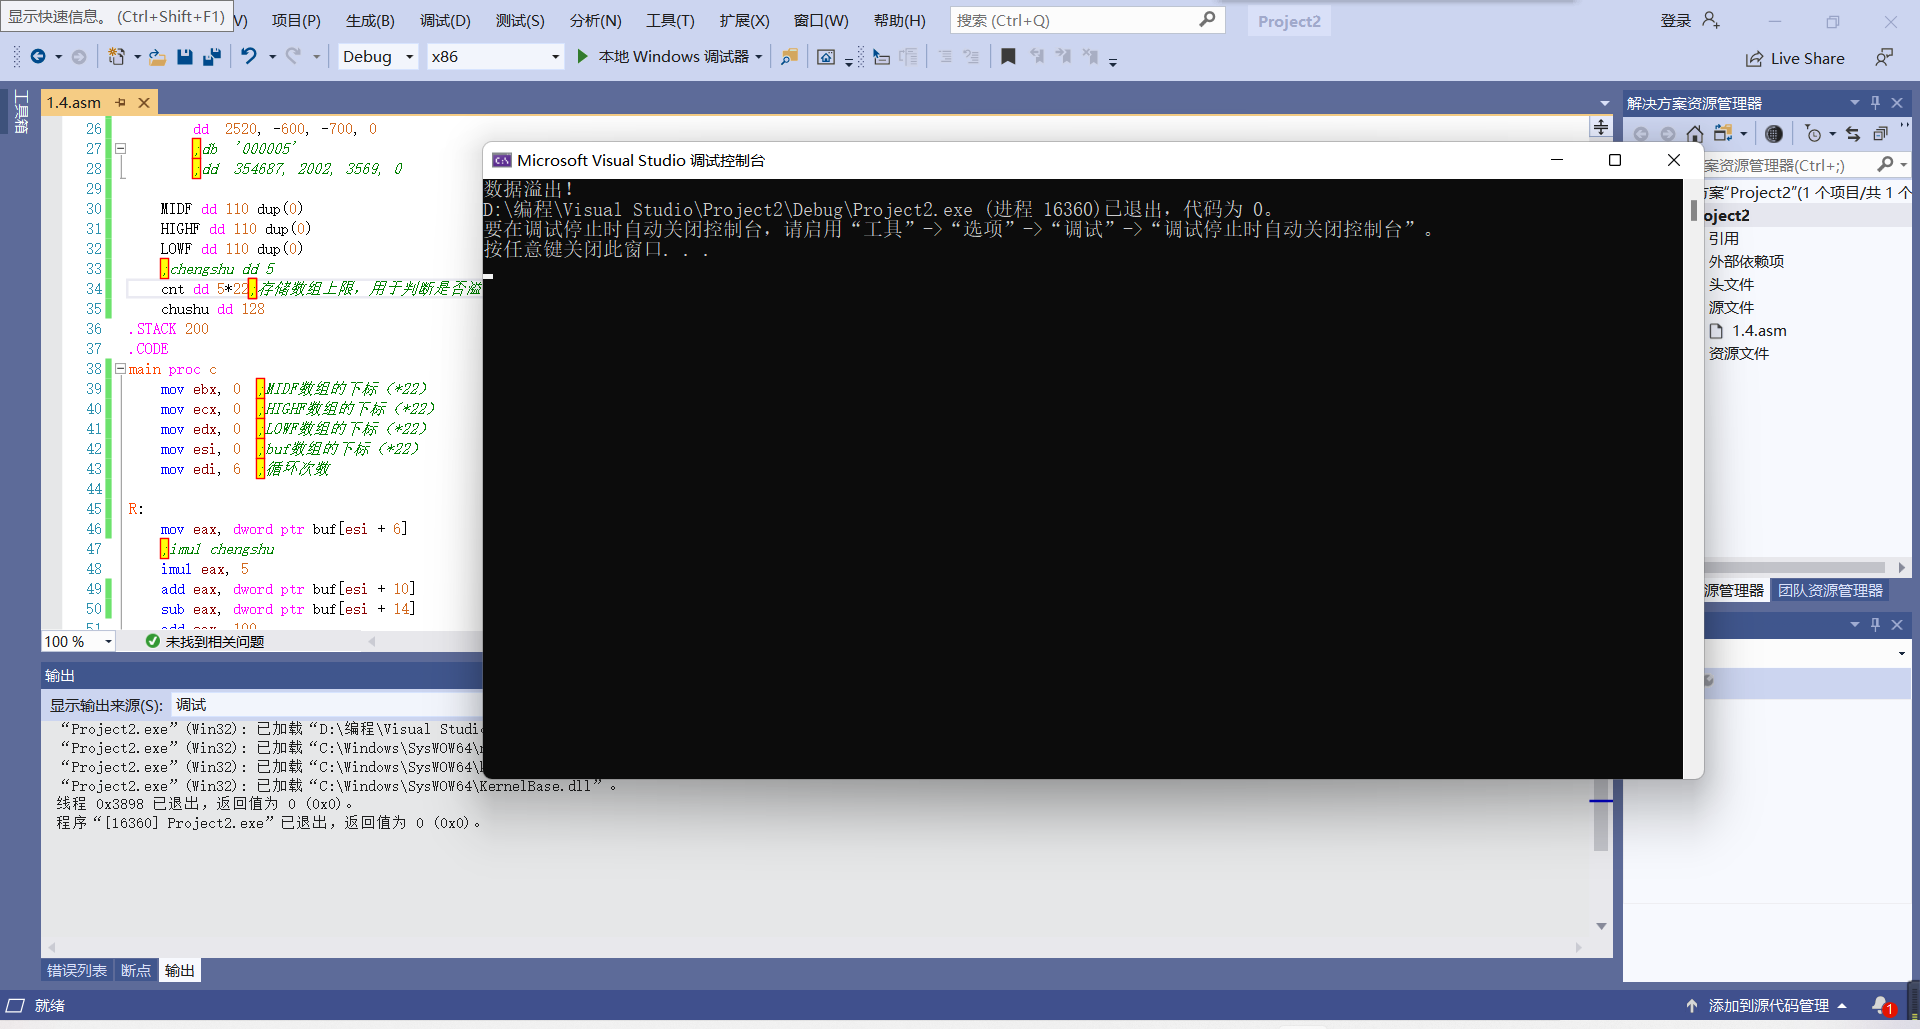 显示快速信息。 (Ctrl+Shift+F1)
V) 项目(P) 生成(B) 调试(D) 测试(S) 分析(N) 工具(T) 扩展(X) 窗口(W) 帮助(H) 搜索 (Ctrl+Q) Project2 登录
Debug x86 本地 Windows 调试器 Live Share
工具箱
1.4.asm
26 dd 2520, -600, -700, 0
27 ;db '000005'
28 ;dd 354687, 2002, 3569, 0
29
30 MIDF dd 110 dup(0)
31 HIGHF dd 110 dup(0)
32 LOWF dd 110 dup(0)
33 ;chengshu dd 5
34 cnt dd 5*22;存储数组上限，用于判断是否溢
35 chushu dd 128
36 .STACK 200
37 .CODE
38 main proc c
39 mov ebx, 0 ;MIDF数组的下标（*22）
40 mov ecx, 0 ;HIGHF数组的下标（*22）
41 mov edx, 0 ;LOWF数组的下标（*22）
42 mov esi, 0 ;buf数组的下标（*22）
43 mov edi, 6 ;循环次数
44
45 R:
46 mov eax, dword ptr buf[esi + 6]
47 ;imul chengshu
48 imul eax, 5
49 add eax, dword ptr buf[esi + 10]
50 sub eax, dword ptr buf[esi + 14]
51 add eax, 100
100 % 未找到相关问题
Microsoft Visual Studio 调试控制台
数据溢出!
D:\编程\Visual Studio\Project2\Debug\Project2.exe (进程 16360)已退出，代码为 0。
要在调试停止时自动关闭控制台，请启用“工具”->“选项”->“调试”->“调试停止时自动关闭控制台”。
按任意键关闭此窗口. . .
解决方案资源管理器
案资源管理器(Ctrl+;)
方案“Project2”(1 个项目/共 1 个
oject2
引用
外部依赖项
头文件
源文件
1.4.asm
资源文件
源管理器 团队资源管理器
输出
显示输出来源(S): 调试
“Project2.exe”(Win32): 已加载“D:\编程\Visual Studi
“Project2.exe”(Win32): 已加载“C:\Windows\SysWOW64\
“Project2.exe”(Win32): 已加载“C:\Windows\SysWOW64\
“Project2.exe”(Win32): 已加载“C:\Windows\SysWOW64\KernelBase.dll”。
线程 0x3898 已退出，返回值为 0 (0x0)。
程序“[16360] Project2.exe”已退出，返回值为 0 (0x0)。
错误列表 断点 输出
就绪 添加到源代码管理 1